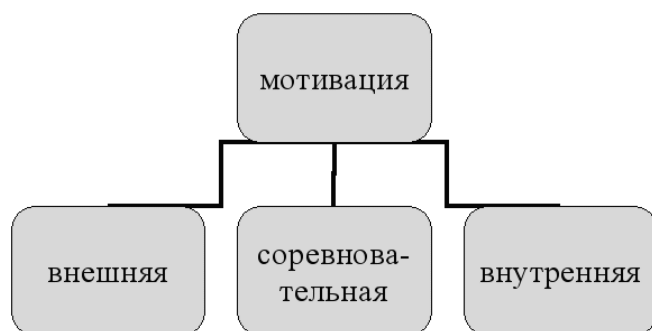 мотивация
внешняя
соревнова-
тельная
внутренняя